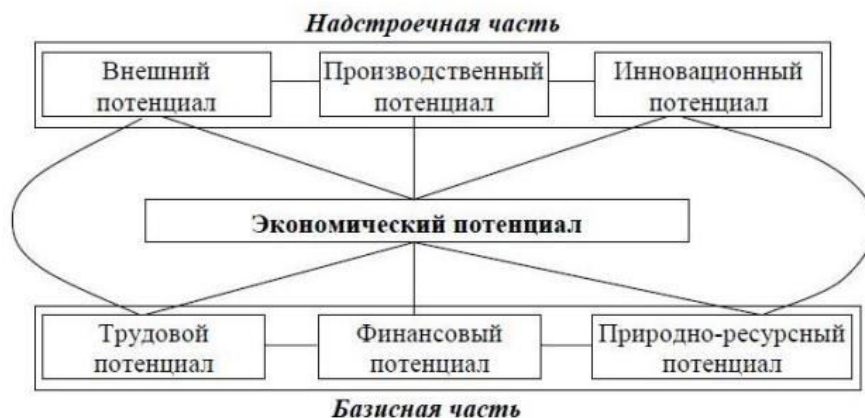 Надстроечная часть
Внешний
потенциал
Производственный
потенциал
Инновационный
потенциал
Экономический потенциал
Трудовой
потенциал
Финансовый
потенциал
Природно-ресурсный
потенциал
Базисная часть